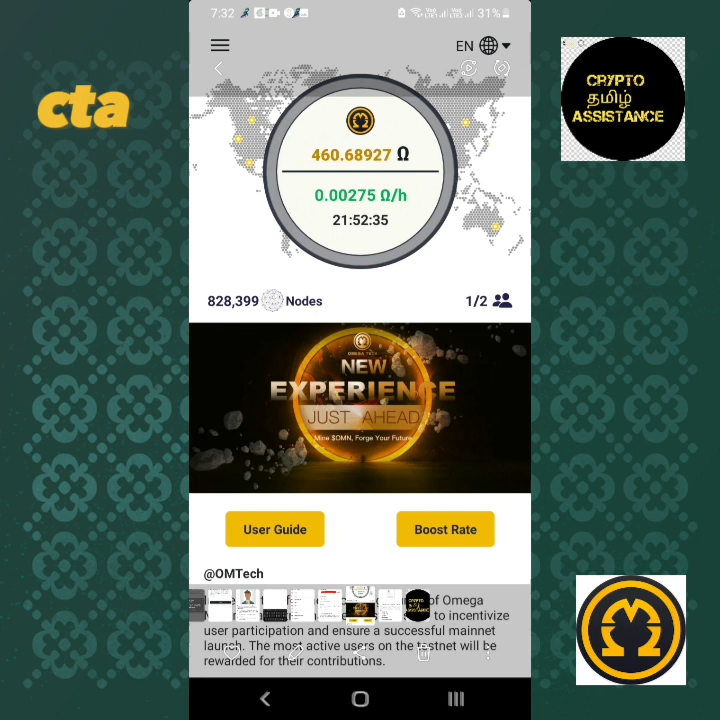 cta
CRYPTO
தமிழ்
ASSISTANCE
7:32
31%
EN
460.68927 Ω
0.00275 Ω/h
21:52:35
828,399 Nodes
1/2
OMEGA TECH
NEW
EXPERIENCE
JUST AHEAD
Mine $OMN, Forge Your Future
User Guide
Boost Rate
@OMTech
of Omega
to incentivize
user participation and ensure a successful mainnet
launch. The most active users on the testnet will be
rewarded for their contributions.